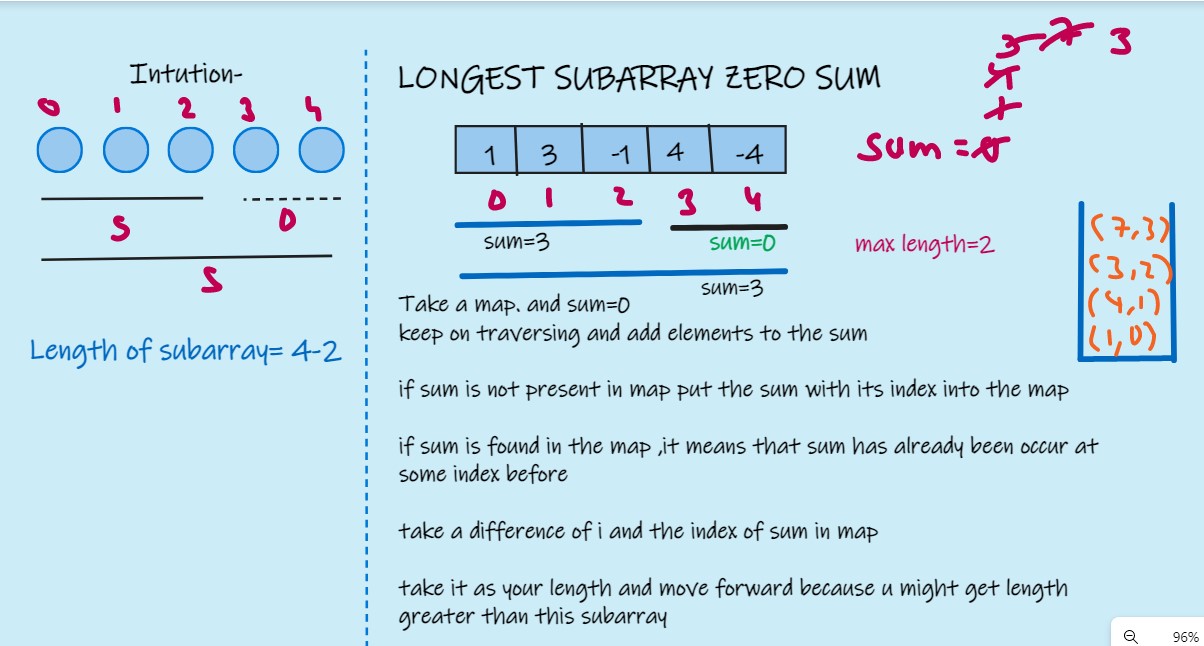 Intution-
0 1 2 3 4
S
0
S
Length of subarray= 4-2
LONGEST SUBARRAY ZERO SUM
1 3 -1 4 -4
0 1 2 3 4
sum=3
sum=0
sum=3
3 7 3
4
1
sum =0
max length=2
(7,3)
(3,2)
(4,1)
(1,0)
Take a map. and sum=0
keep on traversing and add elements to the sum
if sum is not present in map put the sum with its index into the map
if sum is found in the map ,it means that sum has already been occur at
some index before
take a difference of i and the index of sum in map
take it as your length and move forward because u might get length
greater than this subarray
96%